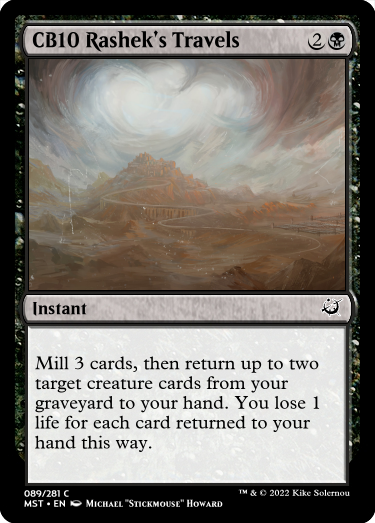 CB10 Rashek's Travels 2
Instant
Mill 3 cards, then return up to two
target creature cards from your
graveyard to your hand. You lose 1
life for each card returned to your
hand this way.
089/281 C
MST • EN Michael "Stickmouse" Howard
™ & © 2022 Kike Solernou